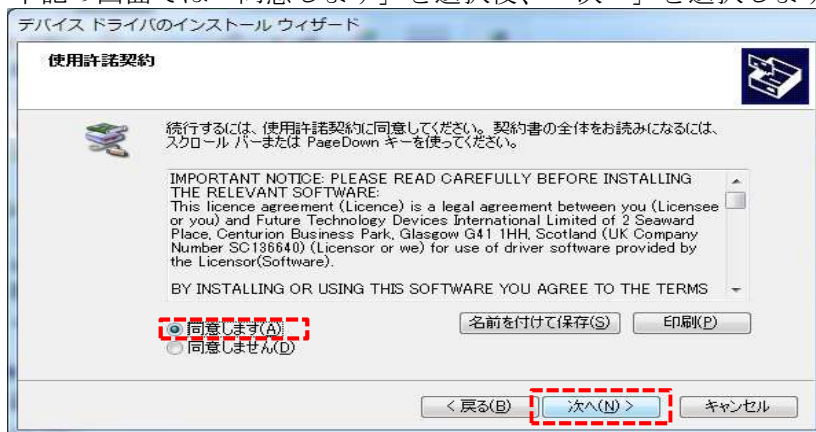 デバイス ドライバのインストール ウィザード
使用許諾契約
続行するには、使用許諾契約に同意してください。契約書の全体をお読みになるには、
スクロール バーまたは PageDown キーを使ってください。
IMPORTANT NOTICE: PLEASE READ CAREFULLY BEFORE INSTALLING
THE RELEVANT SOFTWARE:
This licence agreement (Licence) is a legal agreement between you (Licensee
or you) and Future Technology Devices International Limited of 2 Seaward
Place, Centurion Business Park, Glasgow G41 1HH, Scotland (UK Company
Number SC136640) (Licensor or we) for use of driver software provided by
the Licensor(Software).
BY INSTALLING OR USING THIS SOFTWARE YOU AGREE TO THE TERMS
同意します(A)
名前を付けて保存(S)
印刷(P)
同意しません(D)
< 戻る(B)
次へ(N) >
キャンセル